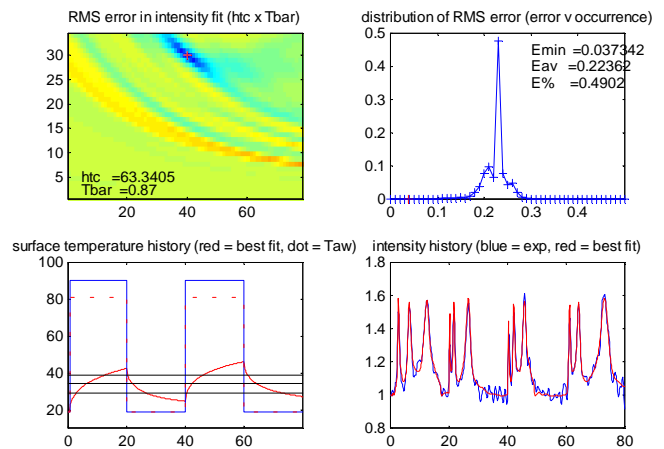 RMS error in intensity fit (htc x Tbar)
30
25
20
15
10
5
htc =63.3405
Tbar =0.87
20 40 60
distribution of RMS error (error v occurrence)
0.5
0.4
0.3
0.2
0.1
0
Emin =0.037342
Eav =0.22362
E% =0.4902
0 0.2 0.4
surface temperature history (red = best fit, dot = Taw)
100
80
60
40
20
0 20 40 60 80
intensity history (blue = exp, red = best fit)
1.8
1.6
1.4
1.2
1
0.8
0 20 40 60 80